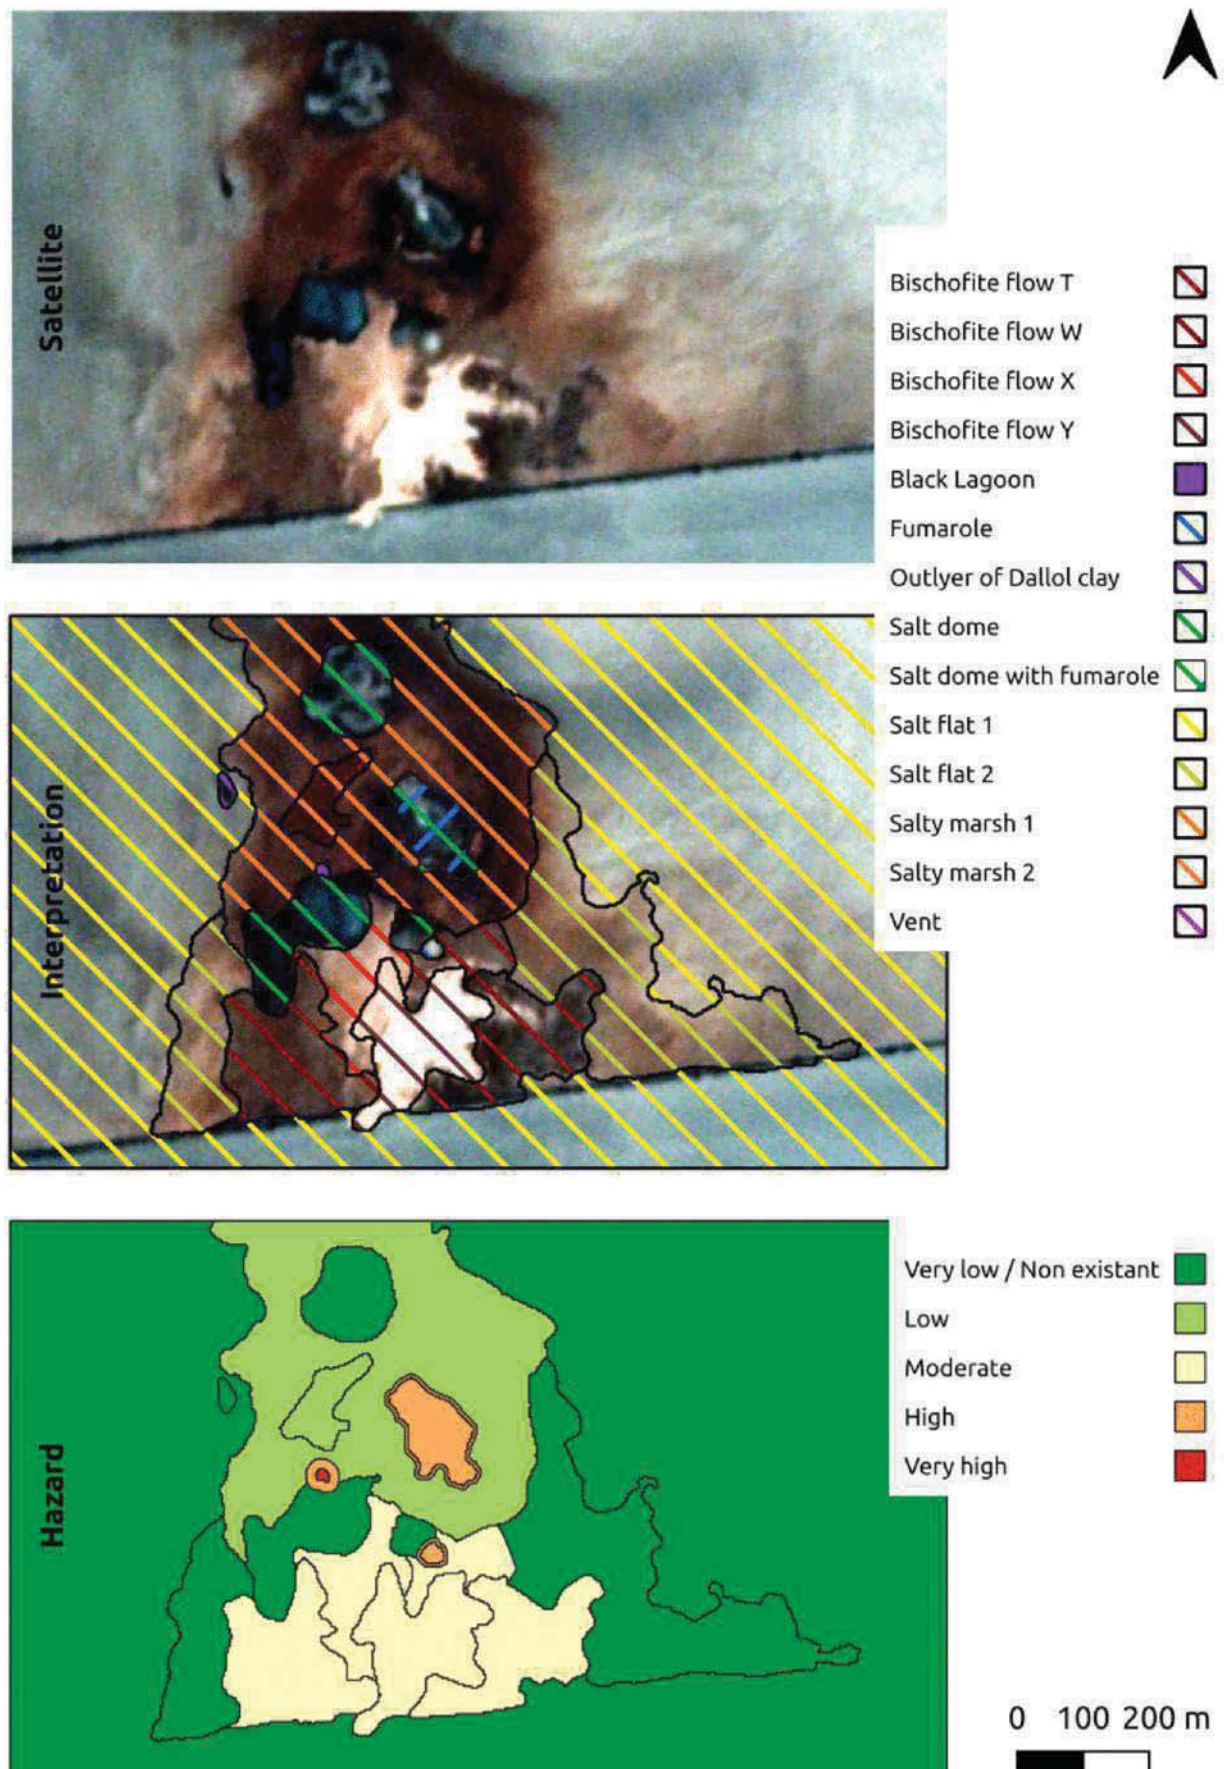 Satellite
Bischofite flow T
Bischofite flow W
Bischofite flow X
Bischofite flow Y
Black Lagoon
Fumarole
Outlyer of Dallol clay
Salt dome
Salt dome with fumarole
Salt flat 1
Salt flat 2
Salty marsh 1
Salty marsh 2
Vent
Interpretation
Very low / Non existant
Low
Moderate
High
Very high
Hazard
0 100 200 m